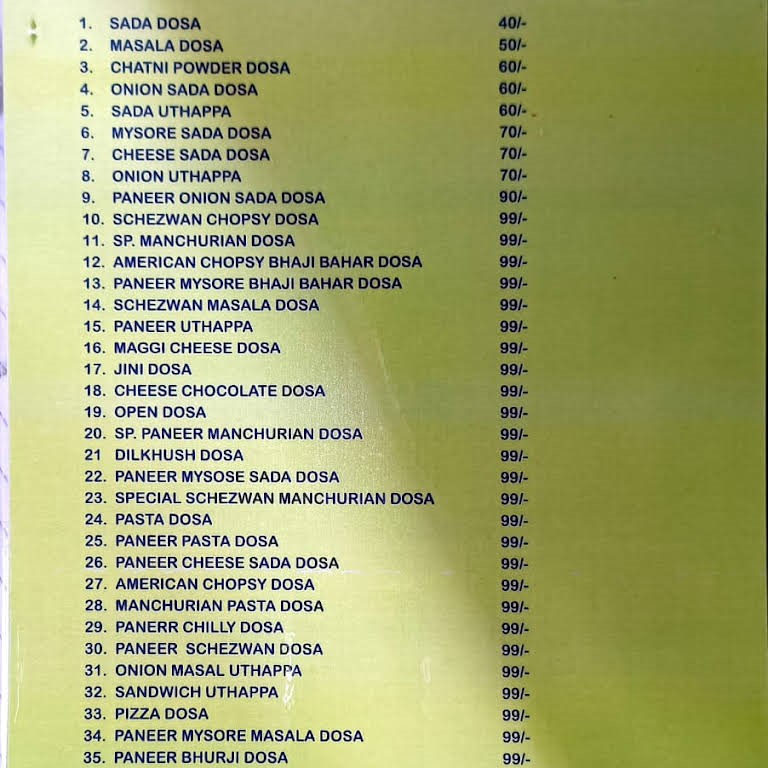 1. SADA DOSA 40/-
2. MASALA DOSA 50/-
3. CHATNI POWDER DOSA 60/-
4. ONION SADA DOSA 60/-
5. SADA UTHAPPA 60/-
6. MYSORE SADA DOSA 70/-
7. CHEESE SADA DOSA 70/-
8. ONION UTHAPPA 70/-
9. PANEER ONION SADA DOSA 90/-
10. SCHEZWAN CHOPSY DOSA 99/-
11. SP. MANCHURIAN DOSA 99/-
12. AMERICAN CHOPSY BHAJI BAHAR DOSA 99/-
13. PANEER MYSORE BHAJI BAHAR DOSA 99/-
14. SCHEZWAN MASALA DOSA 99/-
15. PANEER UTHAPPA 99/-
16. MAGGI CHEESE DOSA 99/-
17. JINI DOSA 99/-
18. CHEESE CHOCOLATE DOSA 99/-
19. OPEN DOSA 99/-
20. SP. PANEER MANCHURIAN DOSA 99/-
21 DILKHUSH DOSA 99/-
22. PANEER MYSOSE SADA DOSA 99/-
23. SPECIAL SCHEZWAN MANCHURIAN DOSA 99/-
24. PASTA DOSA 99/-
25. PANEER PASTA DOSA 99/-
26. PANEER CHEESE SADA DOSA 99/-
27. AMERICAN CHOPSY DOSA 99/-
28. MANCHURIAN PASTA DOSA 99/-
29. PANERR CHILLY DOSA 99/-
30. PANEER SCHEZWAN DOSA 99/-
31. ONION MASAL UTHAPPA 99/-
32. SANDWICH UTHAPPA 99/-
33. PIZZA DOSA 99/-
34. PANEER MYSORE MASALA DOSA 99/-
35. PANEER BHURJI DOSA 99/-